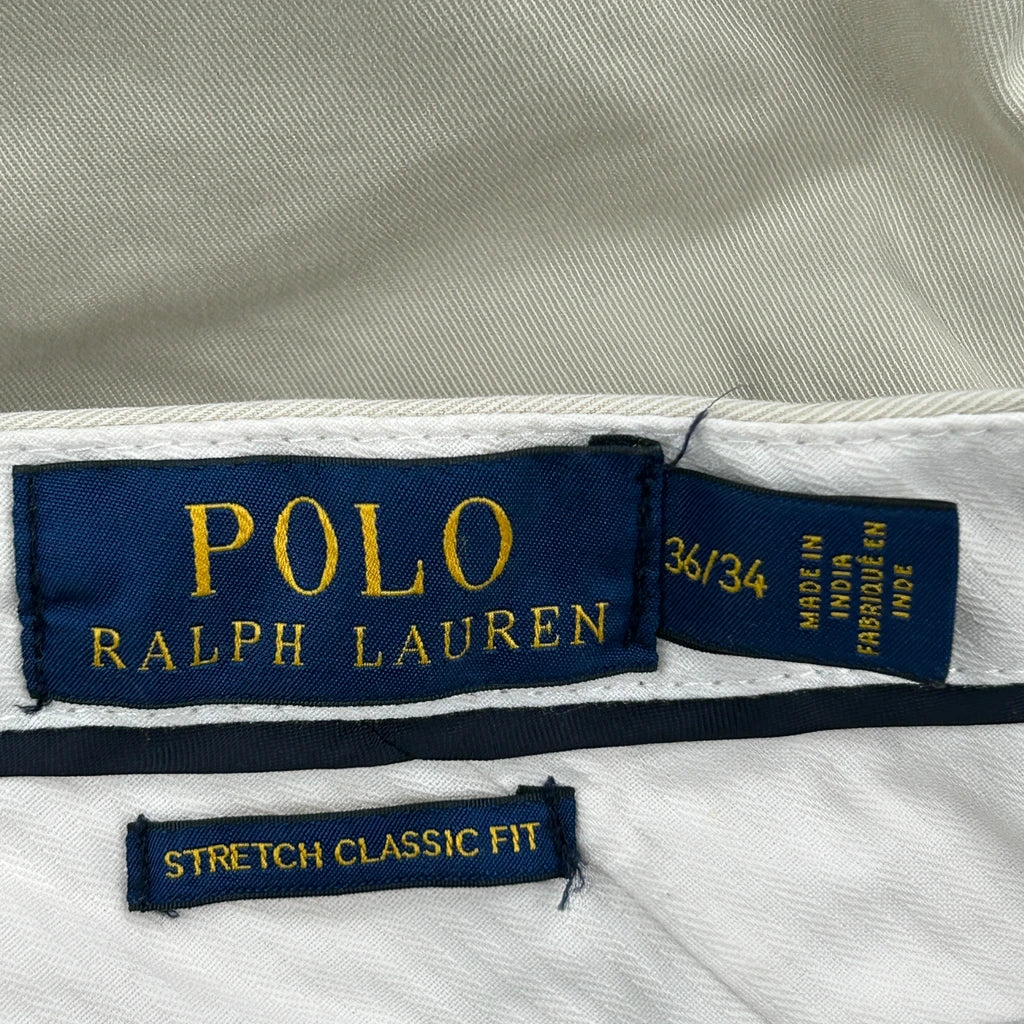 POLO
RALPH LAUREN
36/34
MADE IN
INDIA
FABRIQUÉ EN
INDE
STRETCH CLASSIC FIT